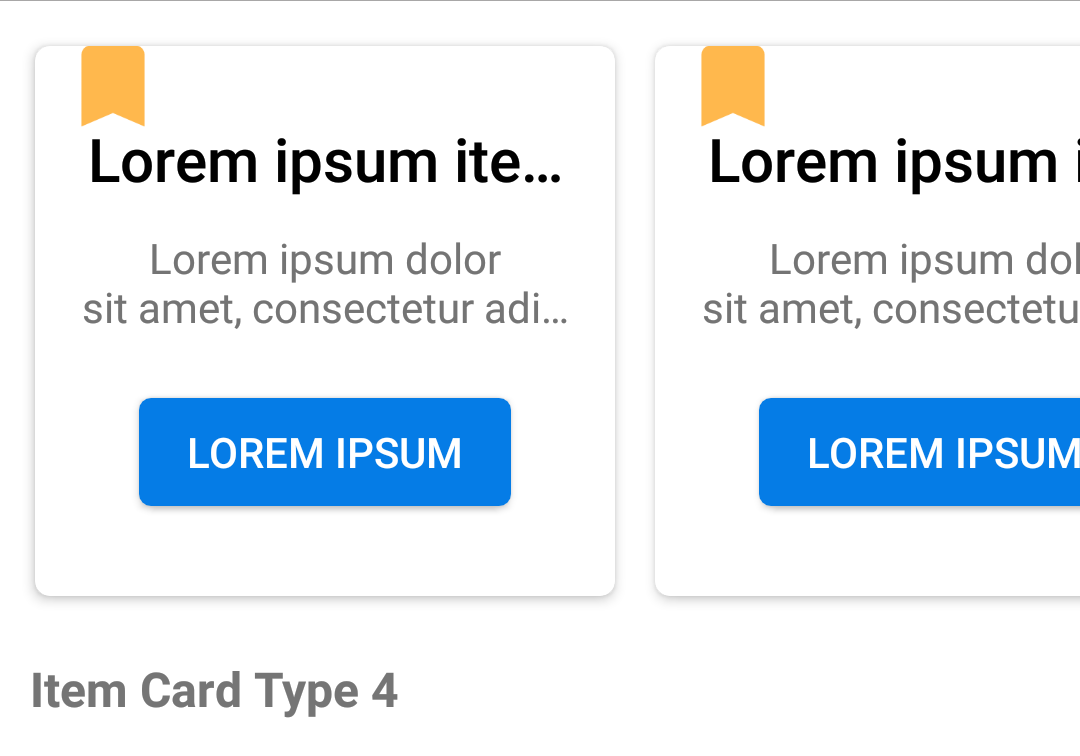 Lorem ipsum ite…
Lorem ipsum dolor
sit amet, consectetur adi…
LOREM IPSUM
Lorem ipsum i
Lorem ipsum dol
sit amet, consectetu
LOREM IPSUM
Item Card Type 4